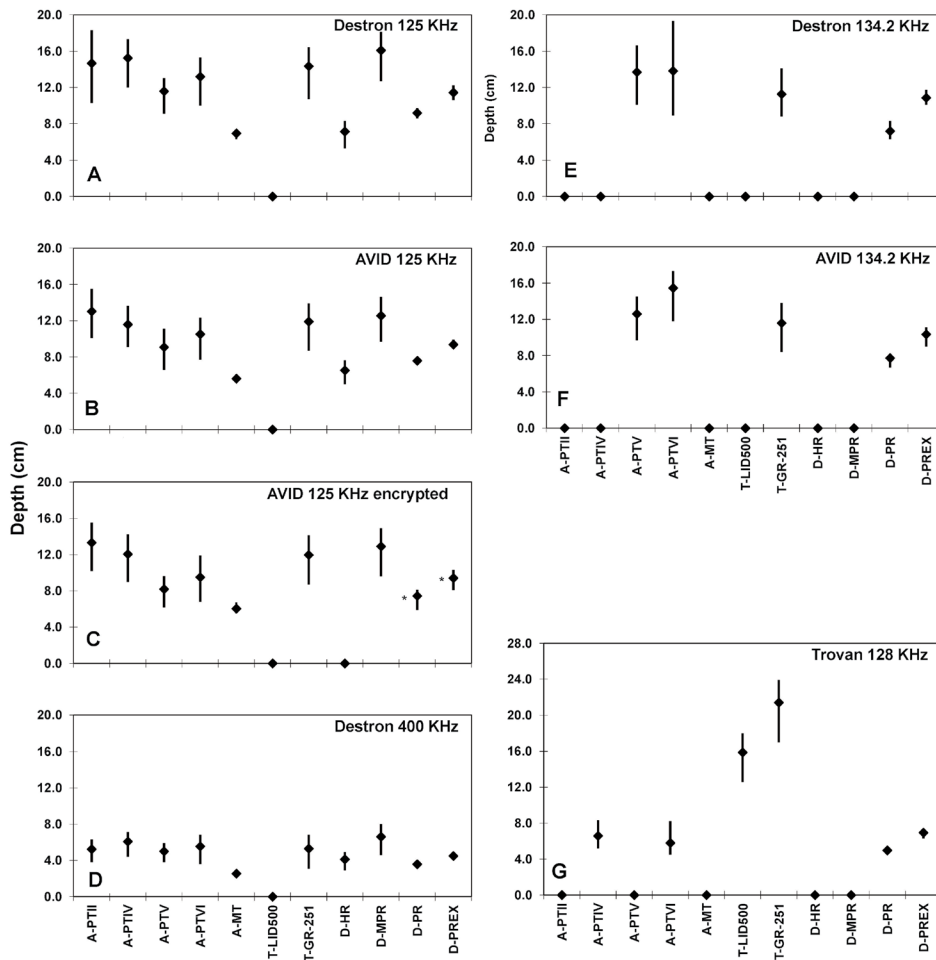 Depth (cm)
Destron 125 KHz
20.0
16.0
12.0
8.0
4.0
0.0
A
AVID 125 KHz
20.0
16.0
12.0
8.0
4.0
0.0
B
AVID 125 KHz encrypted
20.0
16.0
12.0
8.0
4.0
0.0
*
*
C
Destron 400 KHz
20.0
16.0
12.0
8.0
4.0
0.0
D
A-PTII
A-PTIV
A-PTV
A-PTVI
A-MT
T-LID500
T-GR-251
D-HR
D-MPR
D-PR
D-PREX
Destron 134.2 KHz
Depth (cm)
20.0
16.0
12.0
8.0
4.0
0.0
E
AVID 134.2 KHz
20.0
16.0
12.0
8.0
4.0
0.0
F
A-PTII
A-PTIV
A-PTV
A-PTVI
A-MT
T-LID500
T-GR-251
D-HR
D-MPR
D-PR
D-PREX
Trovan 128 KHz
28.0
24.0
20.0
16.0
12.0
8.0
4.0
0.0
G
A-PTII
A-PTIV
A-PTV
A-PTVI
A-MT
T-LID500
T-GR-251
D-HR
D-MPR
D-PR
D-PREX